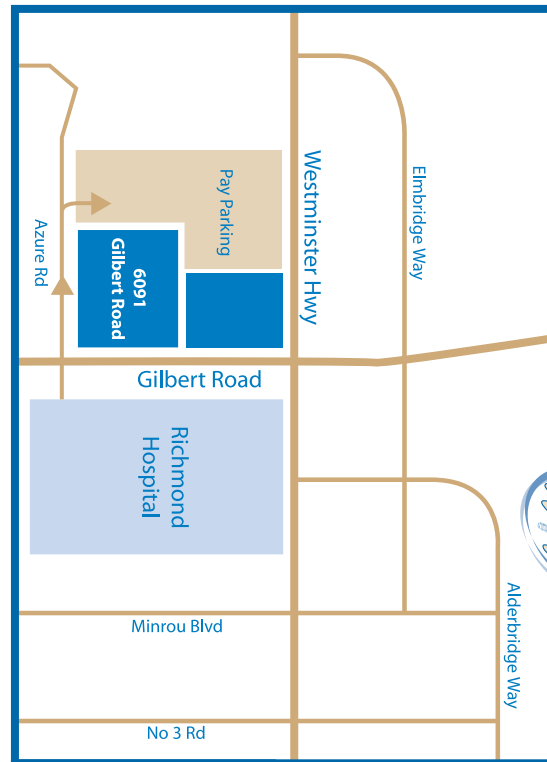 Westminster Hwy
Elmbridge Way
Pay Parking
Azure Rd
6091
Gilbert Road
Gilbert Road
Richmond
Hospital
Alderbridge Way
Minrou Blvd
No 3 Rd